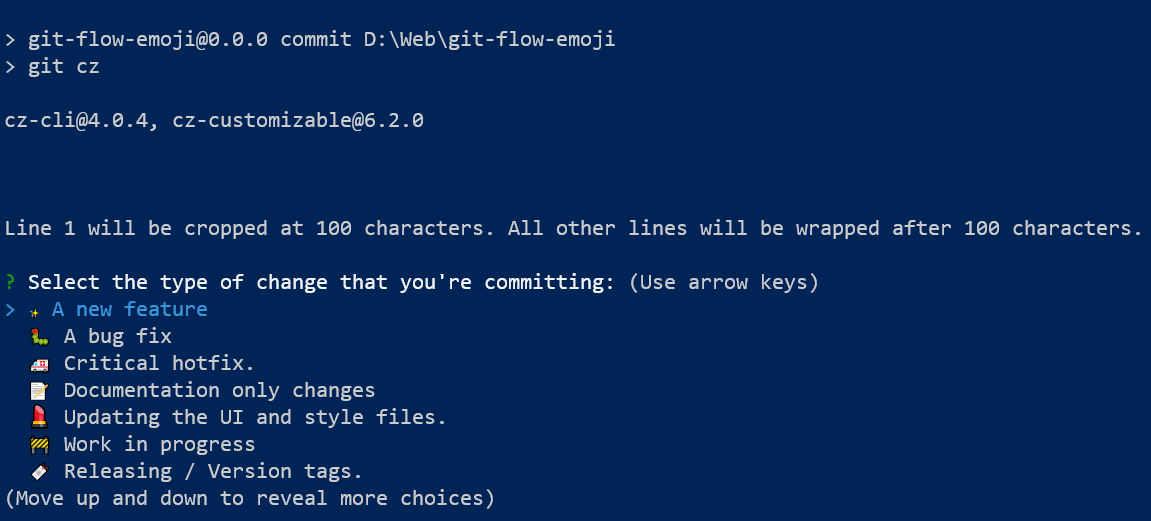 > git-flow-emoji@0.0.0 commit D:\Web\git-flow-emoji
> git cz
cz-cli@4.0.4, cz-customizable@6.2.0
Line 1 will be cropped at 100 characters. All other lines will be wrapped after 100 characters.
? Select the type of change that you're committing: (Use arrow keys)
> ✨ A new feature
🐛 A bug fix
🚑 Critical hotfix.
📝 Documentation only changes
💄 Updating the UI and style files.
🚧 Work in progress
🔖 Releasing / Version tags.
(Move up and down to reveal more choices)